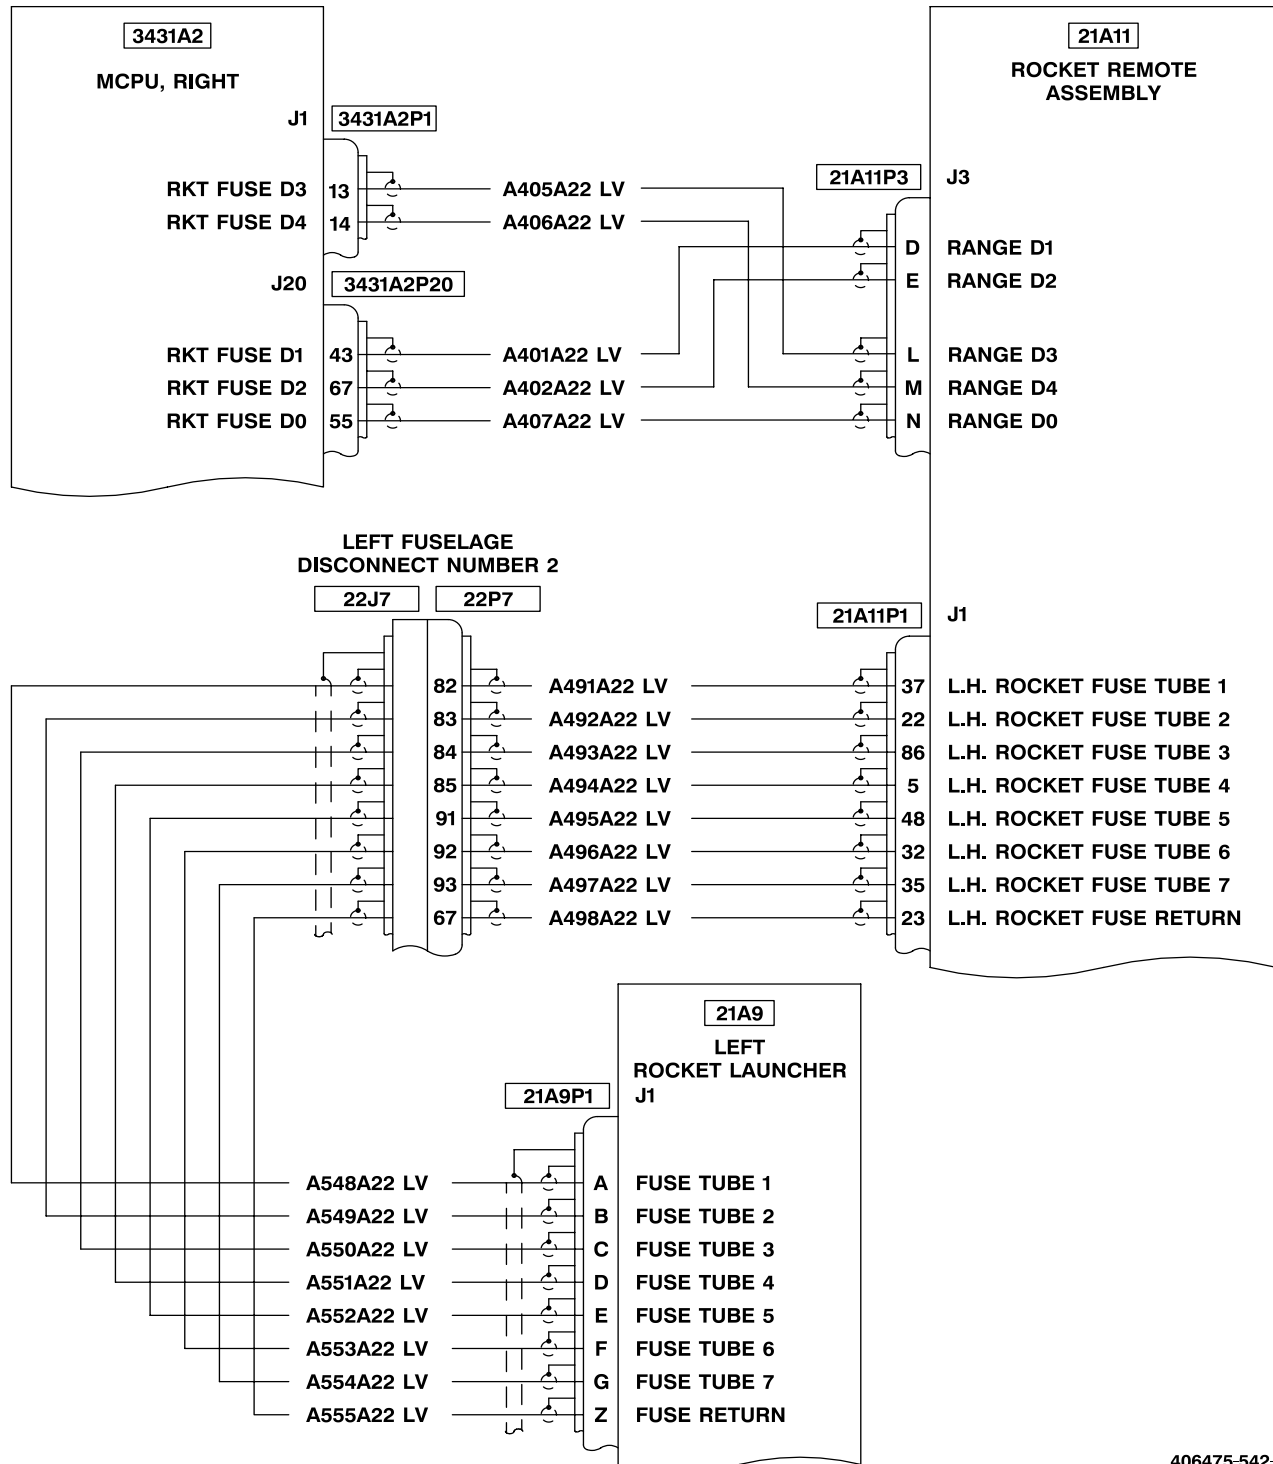 3431A2
MCPU, RIGHT
21A11
ROCKET REMOTE
ASSEMBLY
J1 3431A2P1
RKT FUSE D3 13 A405A22 LV
RKT FUSE D4 14 A406A22 LV
J20 3431A2P20
RKT FUSE D1 43 A401A22 LV
RKT FUSE D2 67 A402A22 LV
RKT FUSE D0 55 A407A22 LV
21A11P3 J3
D RANGE D1
E RANGE D2
L RANGE D3
M RANGE D4
N RANGE D0
LEFT FUSELAGE
DISCONNECT NUMBER 2
22J7 22P7 21A11P1 J1
82 A491A22 LV 37 L.H. ROCKET FUSE TUBE 1
83 A492A22 LV 22 L.H. ROCKET FUSE TUBE 2
84 A493A22 LV 86 L.H. ROCKET FUSE TUBE 3
85 A494A22 LV 5 L.H. ROCKET FUSE TUBE 4
91 A495A22 LV 48 L.H. ROCKET FUSE TUBE 5
92 A496A22 LV 32 L.H. ROCKET FUSE TUBE 6
93 A497A22 LV 35 L.H. ROCKET FUSE TUBE 7
67 A498A22 LV 23 L.H. ROCKET FUSE RETURN
21A9
LEFT
ROCKET LAUNCHER
21A9P1 J1
A548A22 LV A FUSE TUBE 1
A549A22 LV B FUSE TUBE 2
A550A22 LV C FUSE TUBE 3
A551A22 LV D FUSE TUBE 4
A552A22 LV E FUSE TUBE 5
A553A22 LV F FUSE TUBE 6
A554A22 LV G FUSE TUBE 7
A555A22 LV Z FUSE RETURN
406475-542-